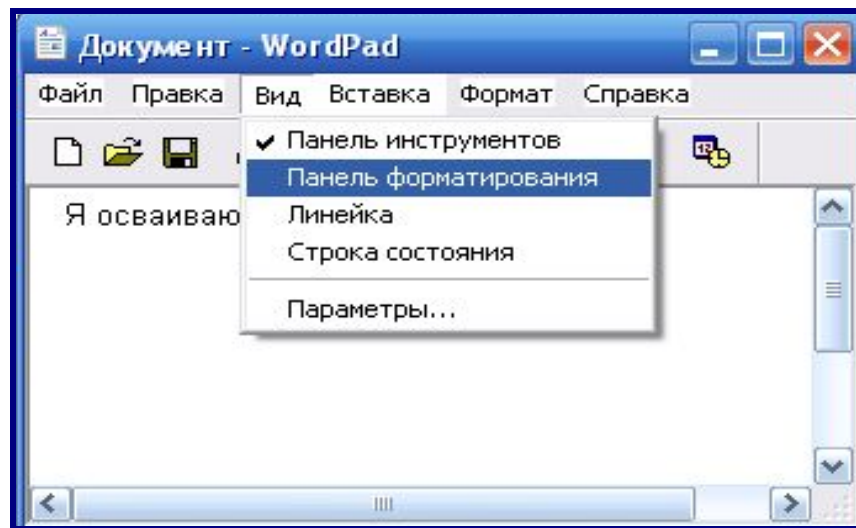 Документ - WordPad
Файл Правка Вид Вставка Формат Справка
✓ Панель инструментов
Панель форматирования
Я осваиваю
Линейка
Строка состояния
Параметры...